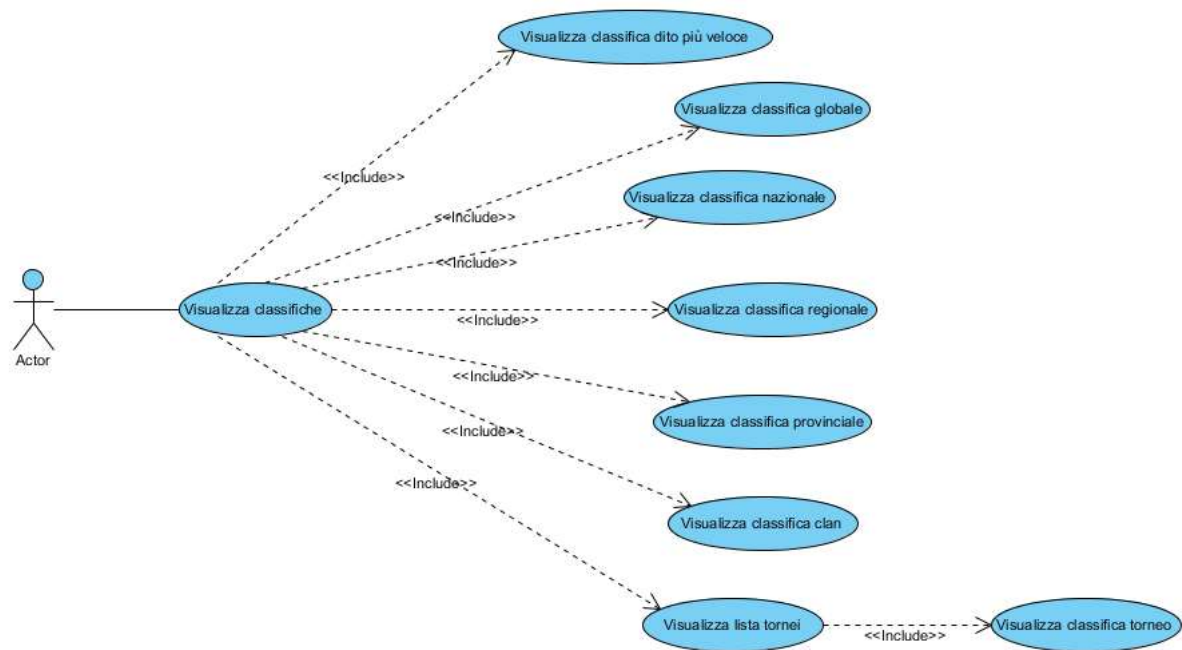 Visualizza classifica dito più veloce
Visualizza classifica globale
<<Include>>
Visualizza classifica nazionale
<<Include>>
<<Include>>
Visualizza classifiche
Visualizza classifica regionale
<<Include>>
Actor
<<Include>>
Visualizza classifica provinciale
<<Include>>
<<Include>>
Visualizza classifica clan
Visualizza lista tornei
<<Include>>
Visualizza classifica torneo